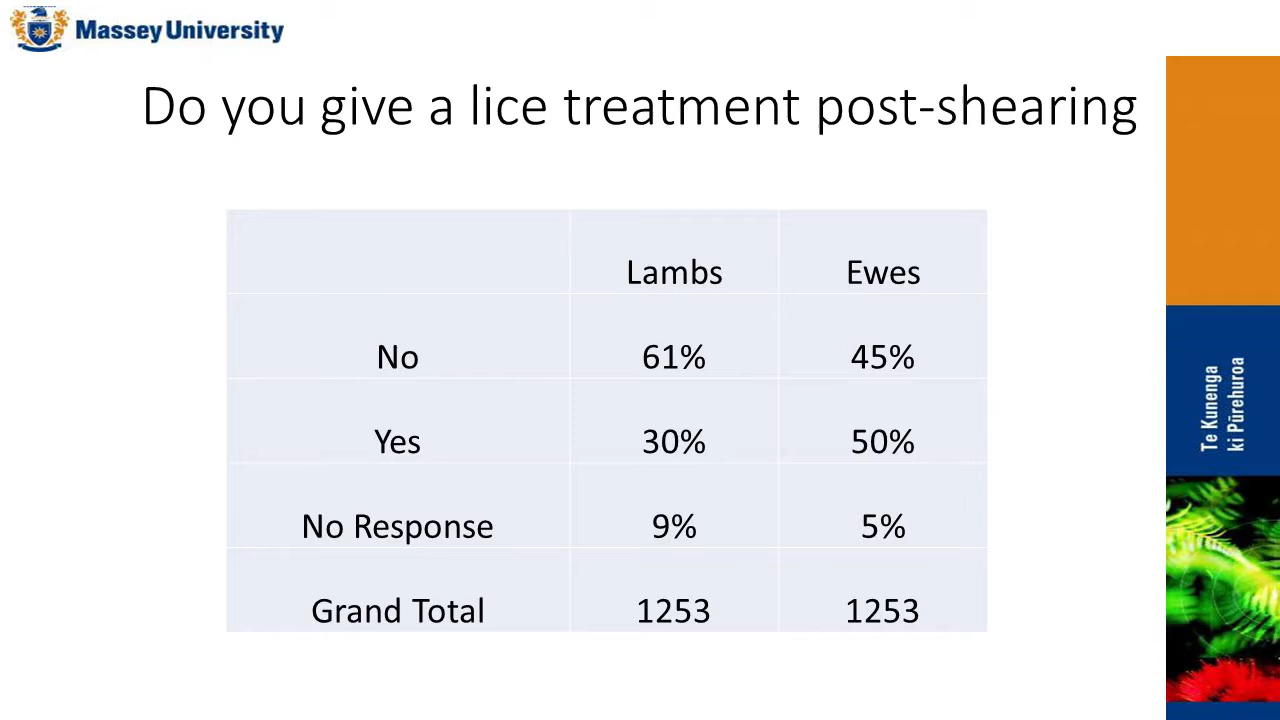 Massey University
Do you give a lice treatment post-shearing
Lambs Ewes
No 61% 45%
Yes 30% 50%
No Response 9% 5%
Grand Total 1253 1253
Te Kunenga
ki Pūrehuroa